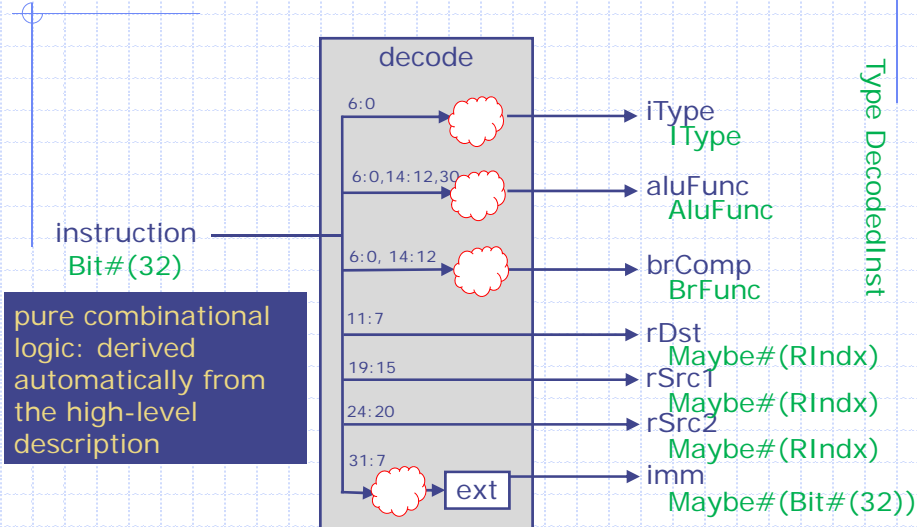 decode
6:0
iType
IType
6:0,14:12,30
aluFunc
AluFunc
instruction
Bit#(32)
6:0, 14:12
brComp
BrFunc
Type DecodedInst
pure combinational
logic: derived
automatically from
the high-level
description
11:7
rDst
Maybe#(RIndx)
19:15
rSrc1
Maybe#(RIndx)
24:20
rSrc2
Maybe#(RIndx)
31:7
ext
imm
Maybe#(Bit#(32))